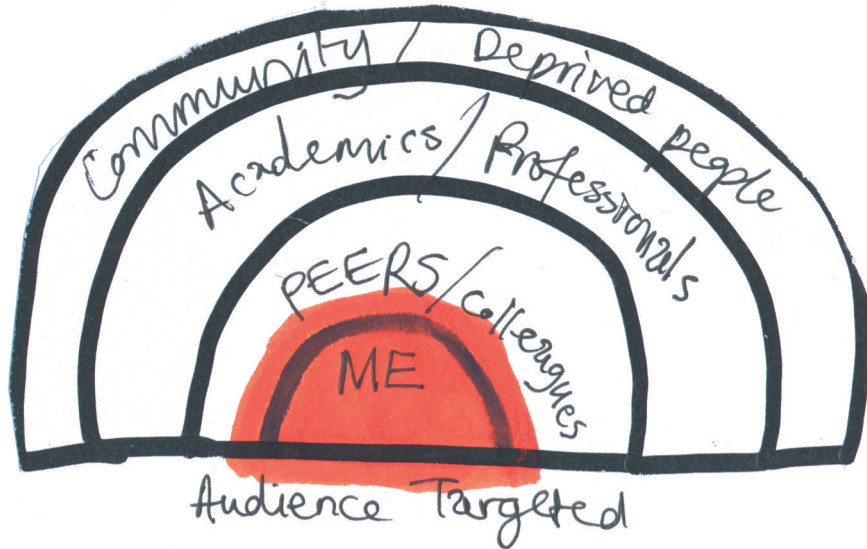 Community / Deprived people
Academics / Professionals
PEERS / Colleagues
ME
Audience Targeted